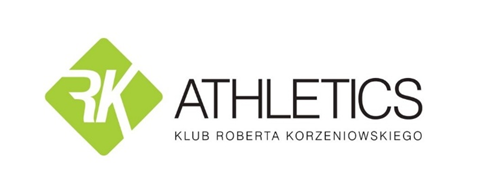 RK
ATHLETICS
KLUB ROBERTA KORZENIOWSKIEGO